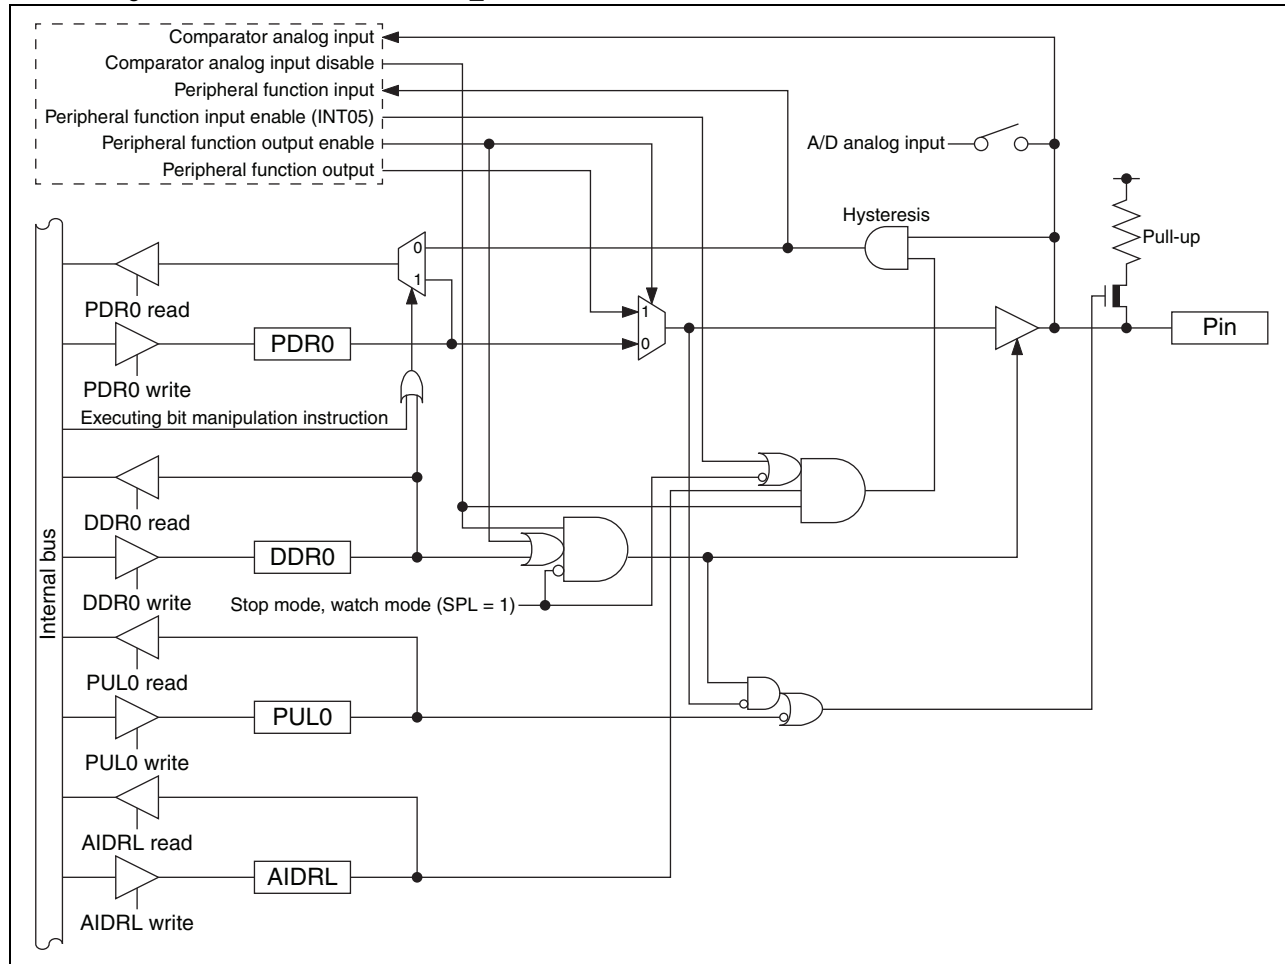 Comparator analog input
Comparator analog input disable
Peripheral function input
Peripheral function input enable (INT05)
Peripheral function output enable
Peripheral function output
A/D analog input
Hysteresis
Pull-up
0
1
PDR0 read
1
0
PDR0
Pin
PDR0 write
Executing bit manipulation instruction
DDR0 read
DDR0
DDR0 write
Stop mode, watch mode (SPL = 1)
Internal bus
PUL0 read
PUL0
PUL0 write
AIDRL read
AIDRL
AIDRL write